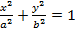 x²/a² + y²/b² = 1